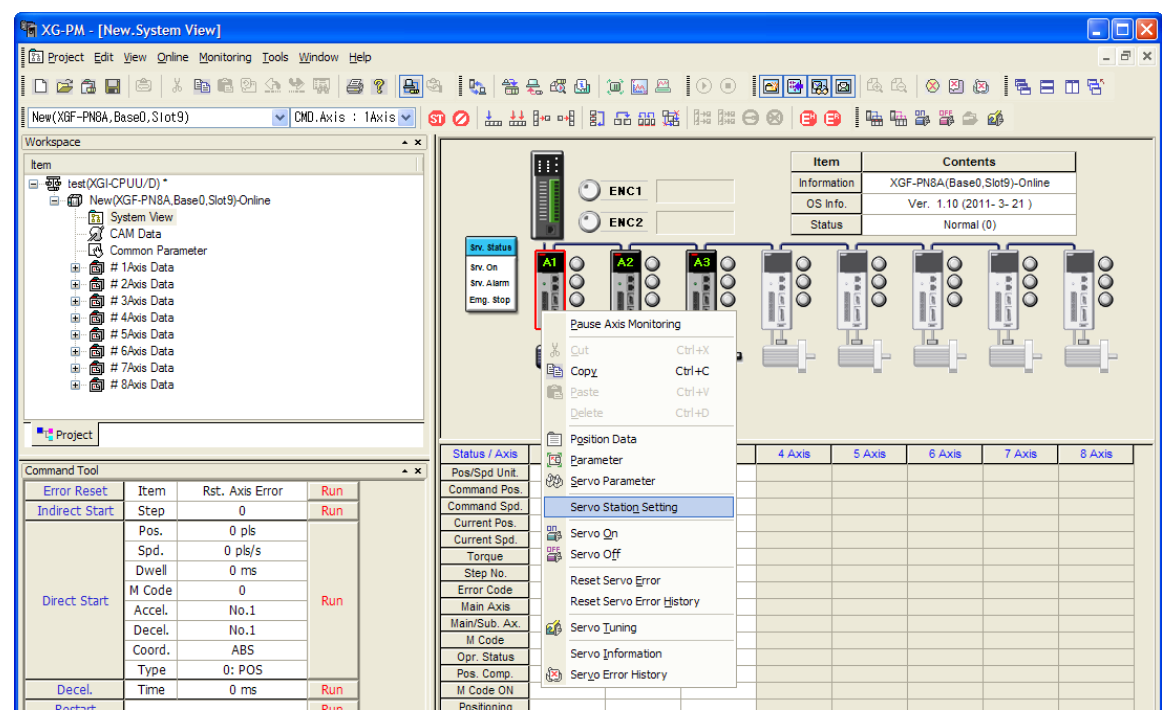 XG-PM - [New.System View]
Project Edit View Online Monitoring Tools Window Help
New(XGF-PN8A,Base0,Slot9) CMD.Axis : 1Axis
Workspace
Item
test(XGI-CPUU/D) *
New(XGF-PN8A,Base0,Slot9)-Online
System View
CAM Data
Common Parameter
# 1Axis Data
# 2Axis Data
# 3Axis Data
# 4Axis Data
# 5Axis Data
# 6Axis Data
# 7Axis Data
# 8Axis Data
Project
Command Tool
Error Reset Item Rst. Axis Error Run
Indirect Start Step 0 Run
Direct Start Run
Pos. 0 pls
Spd. 0 pls/s
Dwell 0 ms
M Code 0
Accel. No.1
Decel. No.1
Coord. ABS
Type 0: POS
Decel. Time 0 ms Run
Restart Run
ENC1
ENC2
Item Contents
Information XGF-PN8A(Base0,Slot9)-Online
OS Info. Ver. 1.10 (2011- 3- 21 )
Status Normal (0)
Srv. Status
Srv. On
Srv. Alarm
Emg. Stop
A1 A2 A3
Pause Axis Monitoring
Cut Ctrl+X
Copy Ctrl+C
Paste Ctrl+V
Delete Ctrl+D
Position Data
Parameter
Servo Parameter
Servo Station Setting
Servo On
Servo Off
Reset Servo Error
Reset Servo Error History
Servo Tuning
Servo Information
Servo Error History
Status / Axis 4 Axis 5 Axis 6 Axis 7 Axis 8 Axis
Pos/Spd Unit.
Command Pos.
Command Spd.
Current Pos.
Current Spd.
Torque
Step No.
Error Code
Main Axis
Main/Sub. Ax.
M Code
Opr. Status
Pos. Comp.
M Code ON
Positioning